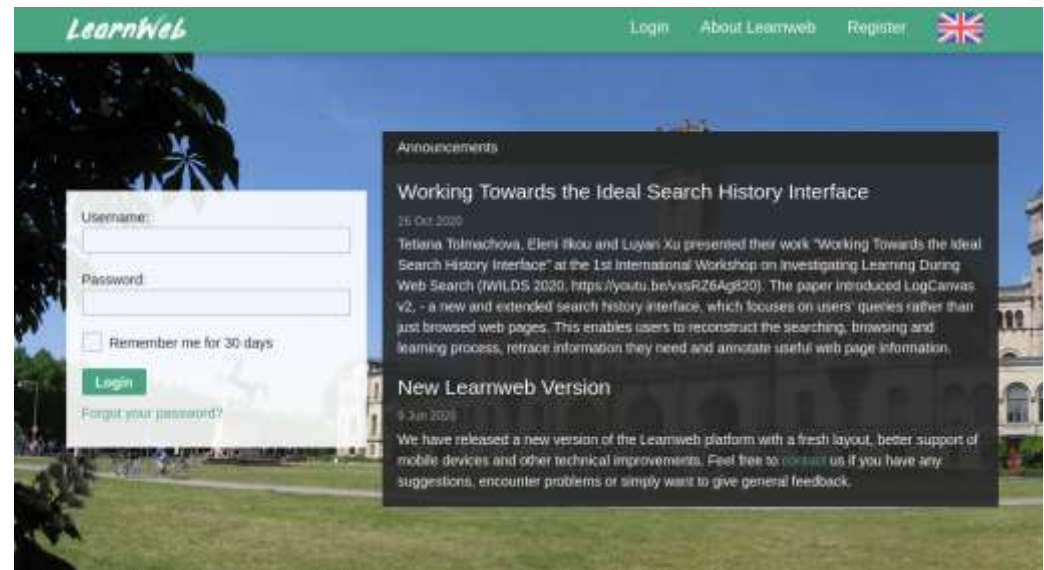 LearnWeb
Login About Learnweb Register
Announcements
Working Towards the Ideal Search History Interface
26 Oct 2020
Tetiana Tolmachova, Eleni Ilkou and Luyan Xu presented their work "Working Towards the Ideal
Search History Interface" at the 1st International Workshop on Investigating Learning During
Web Search (IWILDS 2020, https://youtu.be/vxsRZ6Ag820). The paper introduced LogCanvas
v2, - a new and extended search history interface, which focuses on users' queries rather than
just browsed web pages. This enables users to reconstruct the searching, browsing and
learning process, retrace information they need and annotate useful web page information.
New Learnweb Version
9 Jun 2020
We have released a new version of the Learnweb platform with a fresh layout, better support of
mobile devices and other technical improvements. Feel free to contact us if you have any
suggestions, encounter problems or simply want to give general feedback.
Username:
Password:
Remember me for 30 days
Login
Forgot your password?